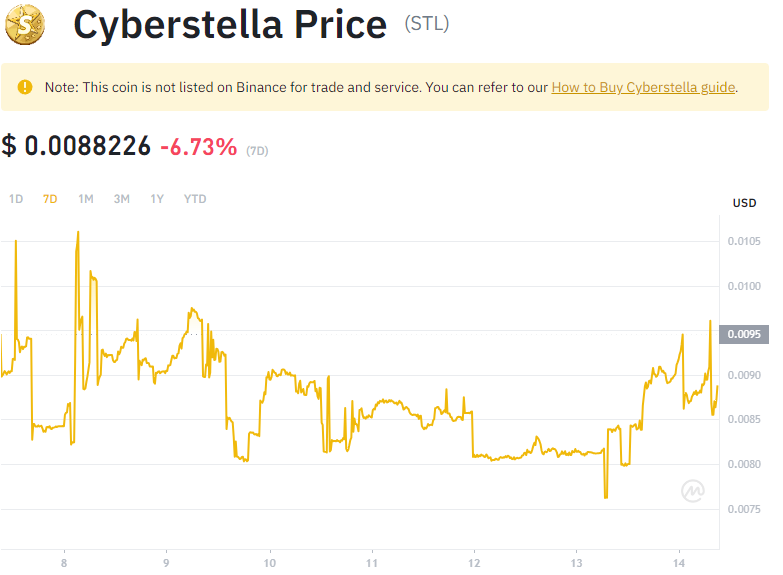 Cyberstella Price (STL)
Note: This coin is not listed on Binance for trade and service. You can refer to our How to Buy Cyberstella guide.
$ 0.0088226 -6.73% (7D)
1D 7D 1M 3M 1Y YTD
USD
0.0105
0.0100
0.0095
0.0090
0.0085
0.0080
0.0075
8 9 10 11 12 13 14